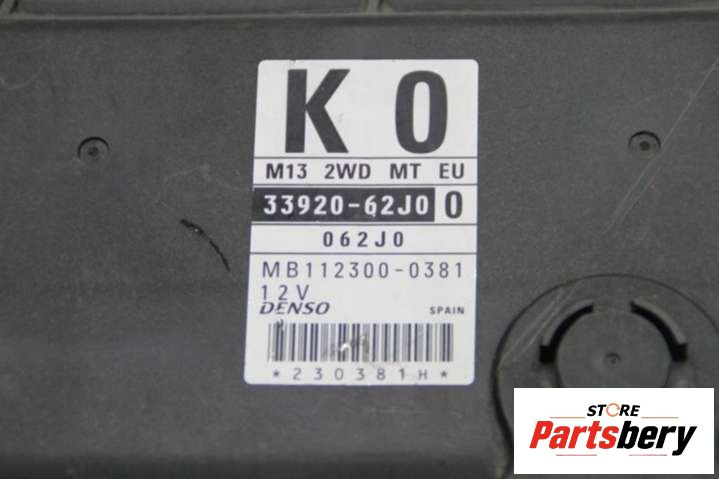 K 0
M13 2WD MT EU
33920-62J0 0
062J0
MB112300-0381
12V
DENSO SPAIN
*230381H*
STORE
Partsbery